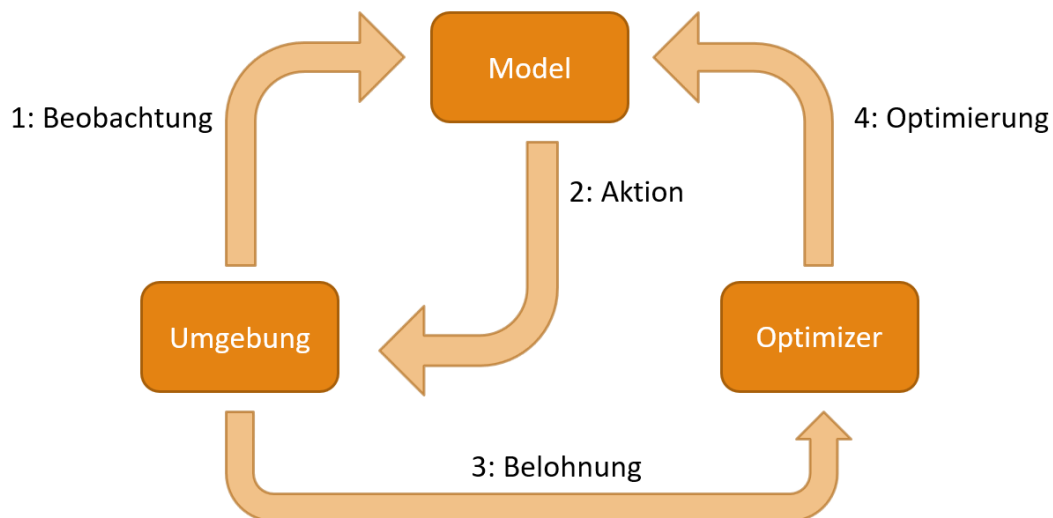 Model
1: Beobachtung
4: Optimierung
2: Aktion
Umgebung
Optimizer
3: Belohnung